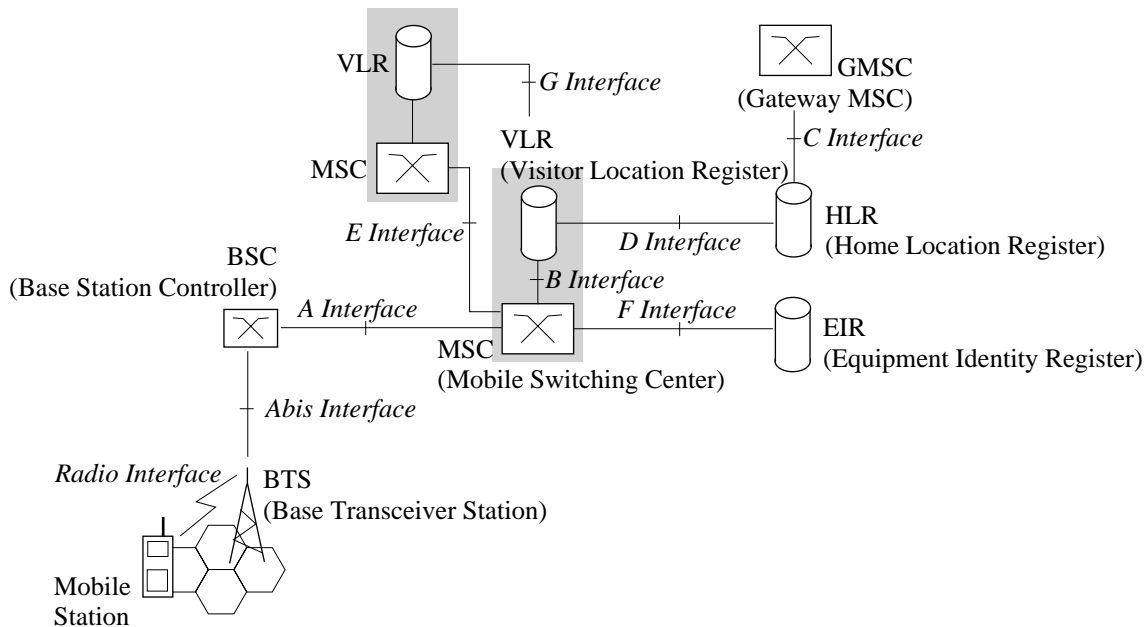 VLR
G Interface
GMSC
(Gateway MSC)
C Interface
VLR
(Visitor Location Register)
MSC
E Interface
D Interface
HLR
(Home Location Register)
BSC
(Base Station Controller)
B Interface
A Interface
F Interface
EIR
(Equipment Identity Register)
MSC
(Mobile Switching Center)
Abis Interface
Radio Interface
BTS
(Base Transceiver Station)
Mobile
Station